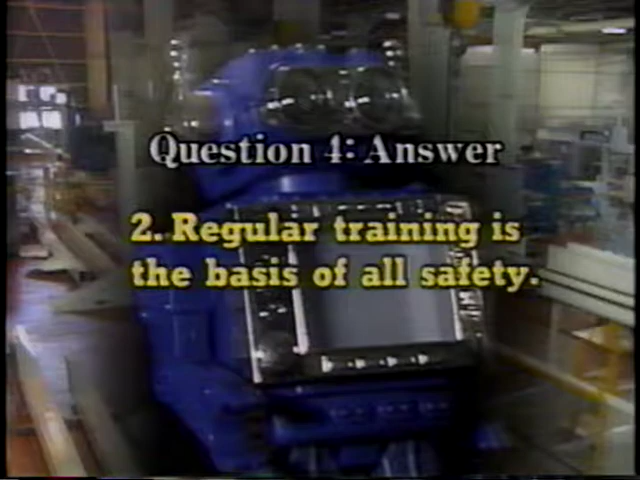 Question 4: Answer
2. Regular training is
the basis of all safety.